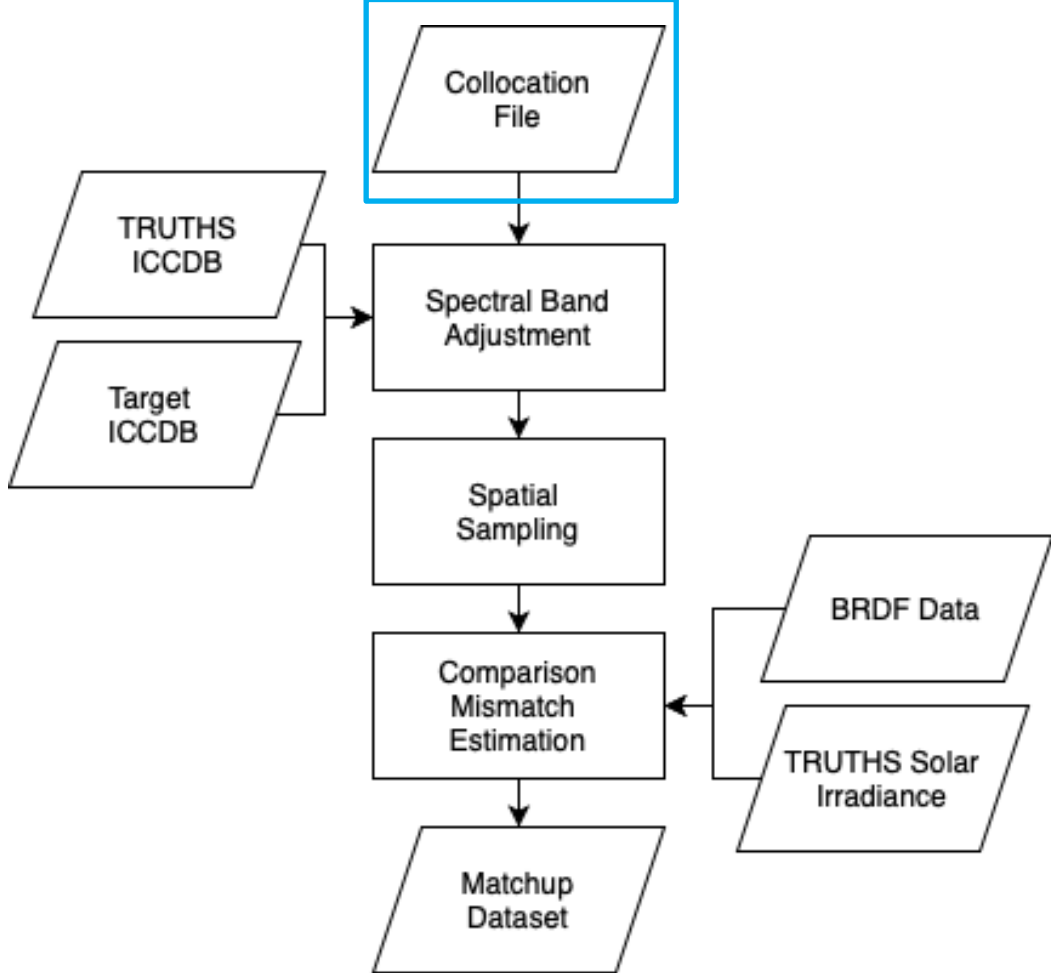 Collocation
File
TRUTHS
ICCDB
Spectral Band
Adjustment
Target
ICCDB
Spatial
Sampling
BRDF Data
Comparison
Mismatch
Estimation
TRUTHS Solar
Irradiance
Matchup
Dataset